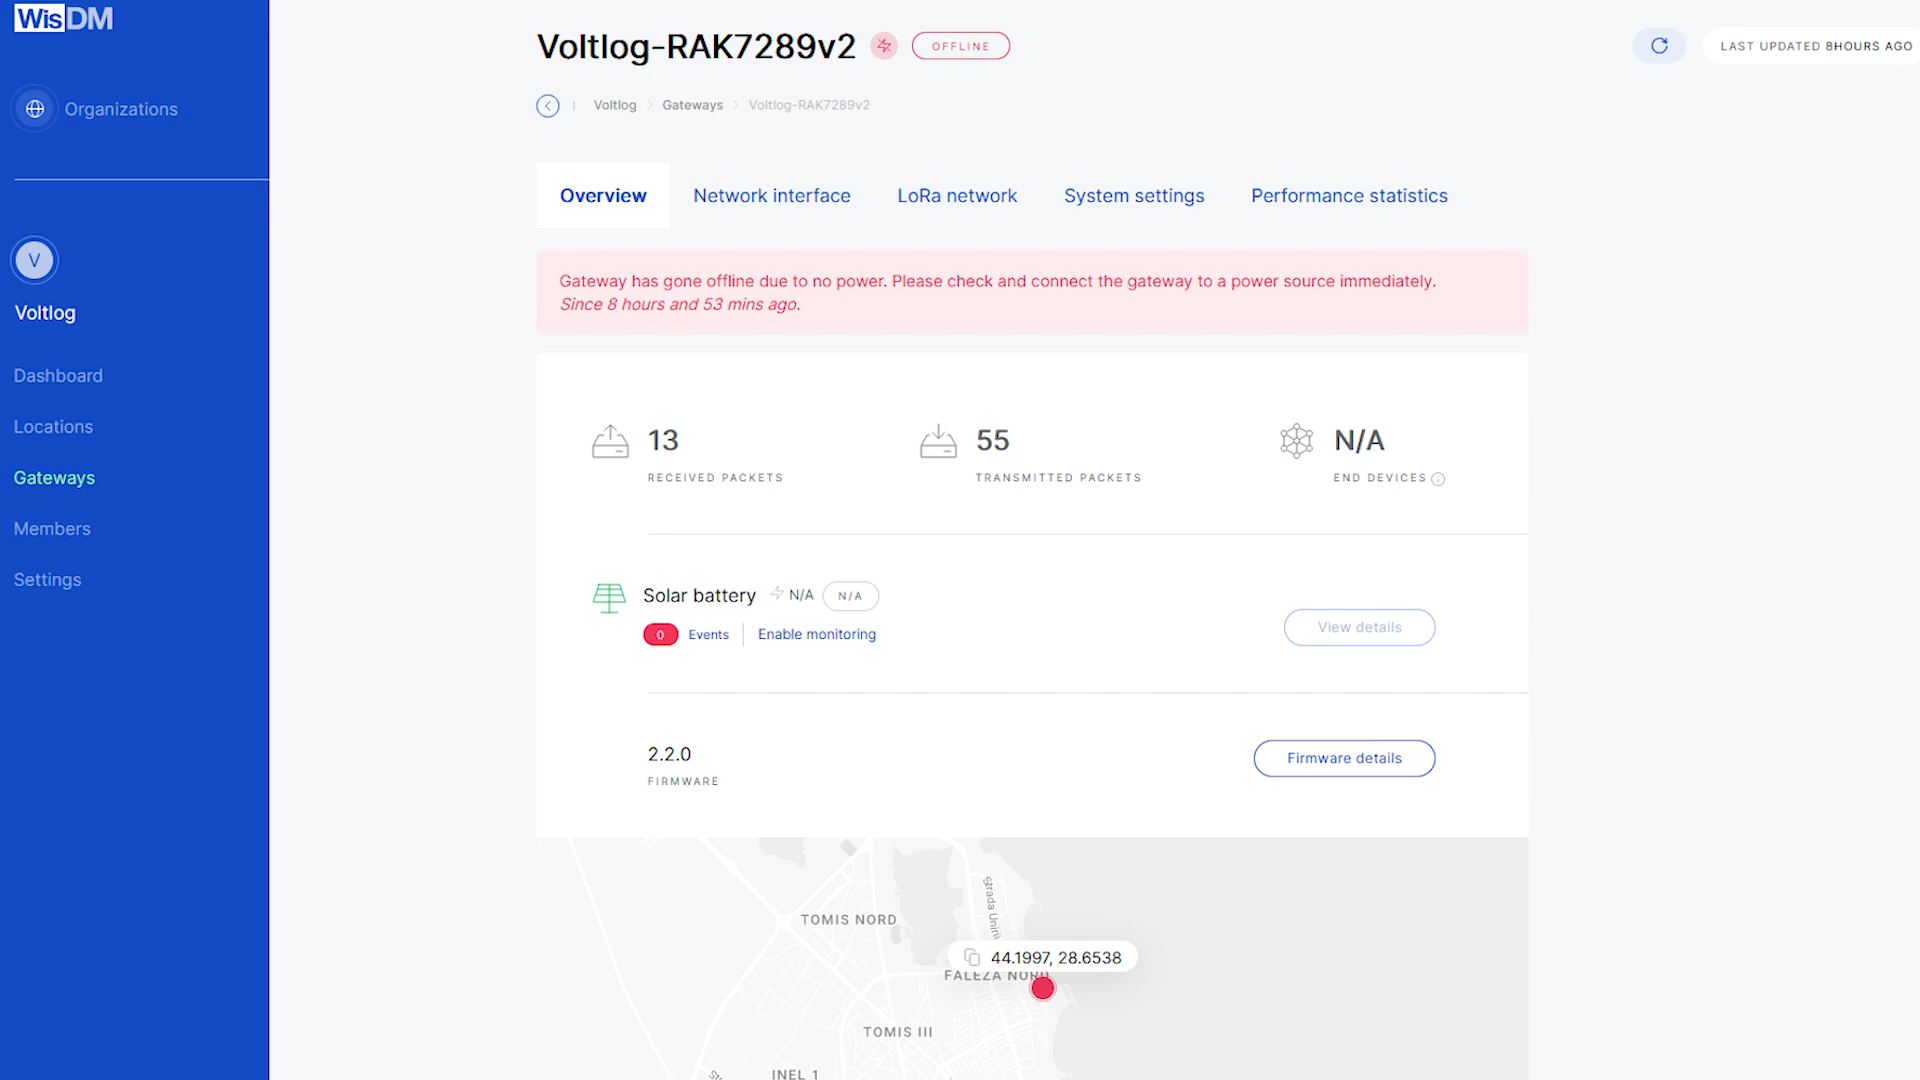 WisDM
Organizations
V
Voltlog
Dashboard
Locations
Gateways
Members
Settings
Voltlog-RAK7289v2
OFFLINE
LAST UPDATED 8HOURS AGO
Voltlog
Gateways
Voltlog-RAK7289v2
Overview
Network interface
LoRa network
System settings
Performance statistics
Gateway has gone offline due to no power. Please check and connect the gateway to a power source immediately.
Since 8 hours and 53 mins ago.
13
RECEIVED PACKETS
55
TRANSMITTED PACKETS
N/A
END DEVICES
Solar battery
N/A
N/A
0
Events
Enable monitoring
View details
2.2.0
FIRMWARE
Firmware details
Strada Unirii
TOMIS NORD
44.1997, 28.6538
FALEZA NORD
TOMIS III
INEL 1